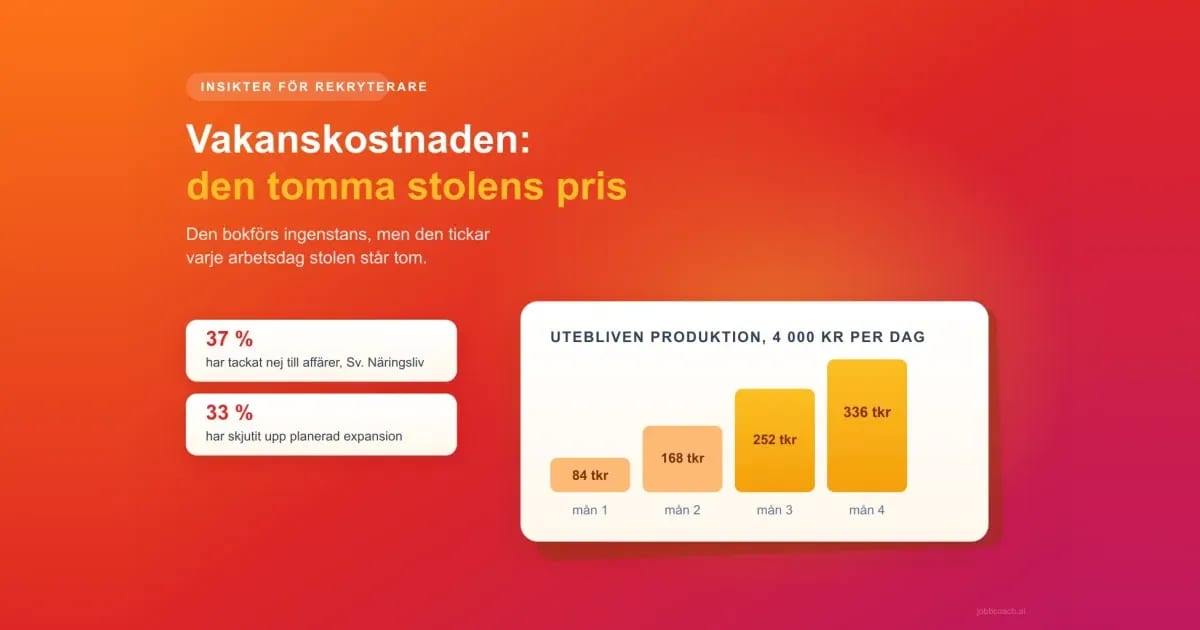 INSIKTER FÖR REKRYTERARE
Vakanskostnaden:
den tomma stolens pris
Den bokförs ingenstans, men den tickar
varje arbetsdag stolen står tom.
37 %
har tackat nej till affärer, Sv. Näringsliv
33 %
har skjutit upp planerad expansion
UTEBLIVEN PRODUKTION, 4 000 KR PER DAG
84 tkr
168 tkr
252 tkr
336 tkr
mån 1
mån 2
mån 3
mån 4
jobbcoach.ai